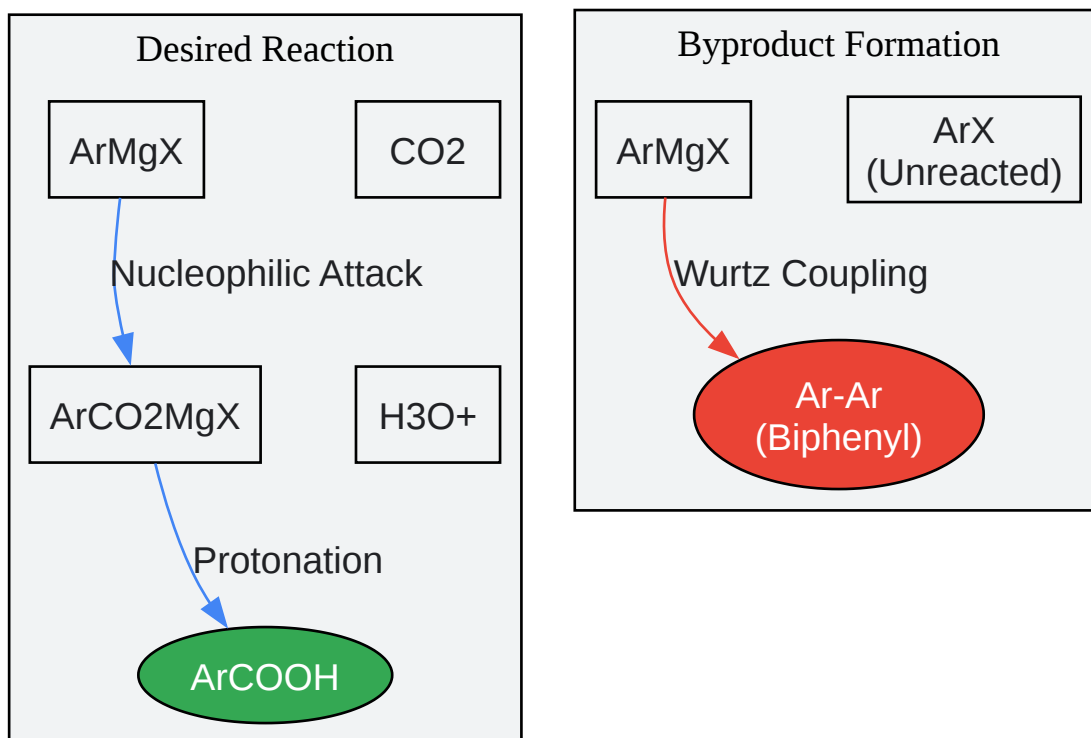 Desired Reaction
ArMgX
CO2
Nucleophilic Attack
ArCO2MgX
H3O+
Protonation
ArCOOH
Byproduct Formation
ArMgX
ArX
(Unreacted)
Wurtz Coupling
Ar-Ar
(Biphenyl)